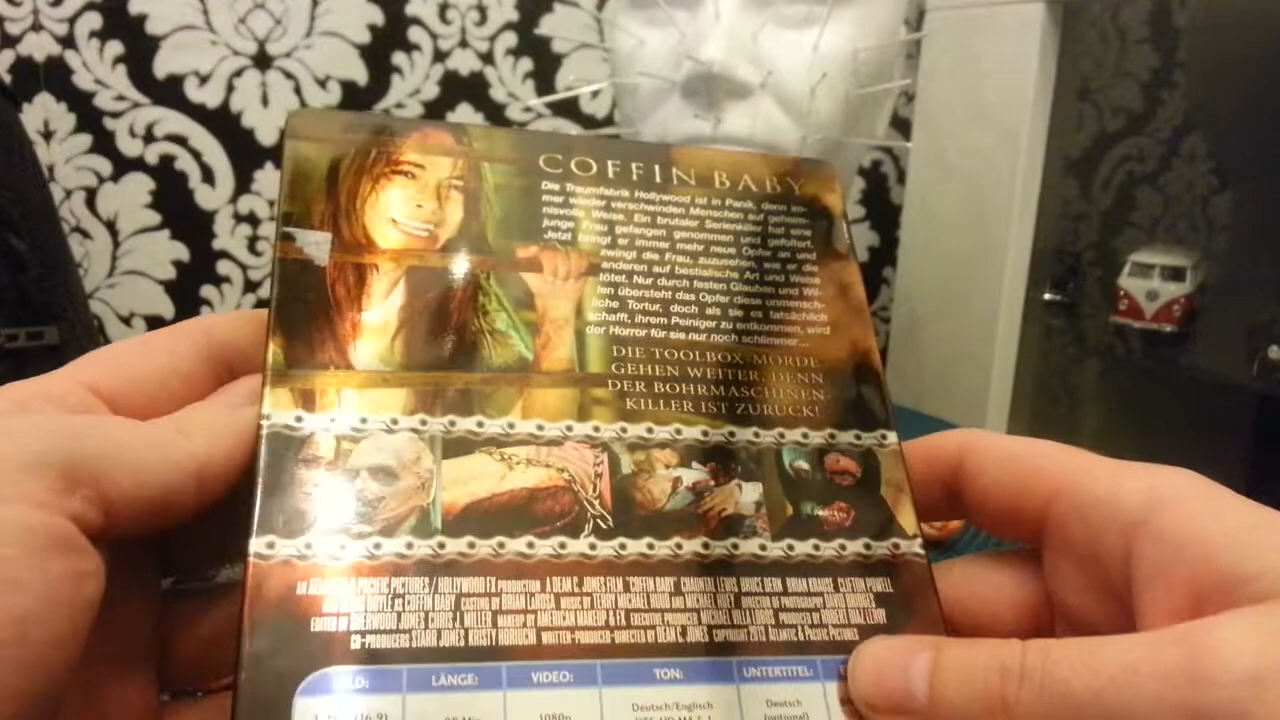 COFFIN BABY
Die Traumfabrik Hollywood ist in Panik, denn im-
mer wieder verschwinden Menschen auf geheim-
nisvolle Weise. Ein brutaler Serienkiller hat eine
junge Frau gefangen genommen und gefoltert.
Jetzt bringt er immer mehr neue Opfer an und
zwingt die Frau, zuzusehen, wie er die
anderen auf bestialische Art und Weise
tötet. Nur durch festen Glauben und Wil-
len übersteht das Opfer diese unmensch-
liche Tortur, doch als sie es tatsächlich
schafft, ihrem Peiniger zu entkommen, wird
der Horror für sie nur noch schlimmer...
DIE TOOLBOX-MORDE
GEHEN WEITER, DENN
DER BOHRMASCHINEN-
KILLER IST ZURÜCK!
AN & PACIFIC PICTURES / HOLLYWOOD FX PRODUCTION A DEAN C. JONES FILM "COFFIN BABY" CHAUNTAL LEWIS BRUCE DERN BRIAN KRAUSE CLIFTON POWELL
DOYLE AS COFFIN BABY CASTING BY BRIAN MUSIC BY TERRY MICHAEL HUUD AND MICHAEL DIRECTOR OF PHOTOGRAPHY DAVID
EDITED BY SHERWOOD JONES CHRIS J. MILLER MAKEUP BY AMERICAN MAKEUP & FX EXECUTIVE PRODUCER MICHAEL VILLA LOBOS PRODUCED BY ROBERT DIAZ LEROY
CO-PRODUCERS STARR JONES KRISTY HORIUCHI WRITTEN-PRODUCED-DIRECTED BY DEAN C. JONES COPYRIGHT 2013 ATLANTIC & PACIFIC PICTURES
LÄNGE: VIDEO: TON: UNTERTITEL:
(16:9) 1080p Deutsch/Englisch Deutsch
(optional)